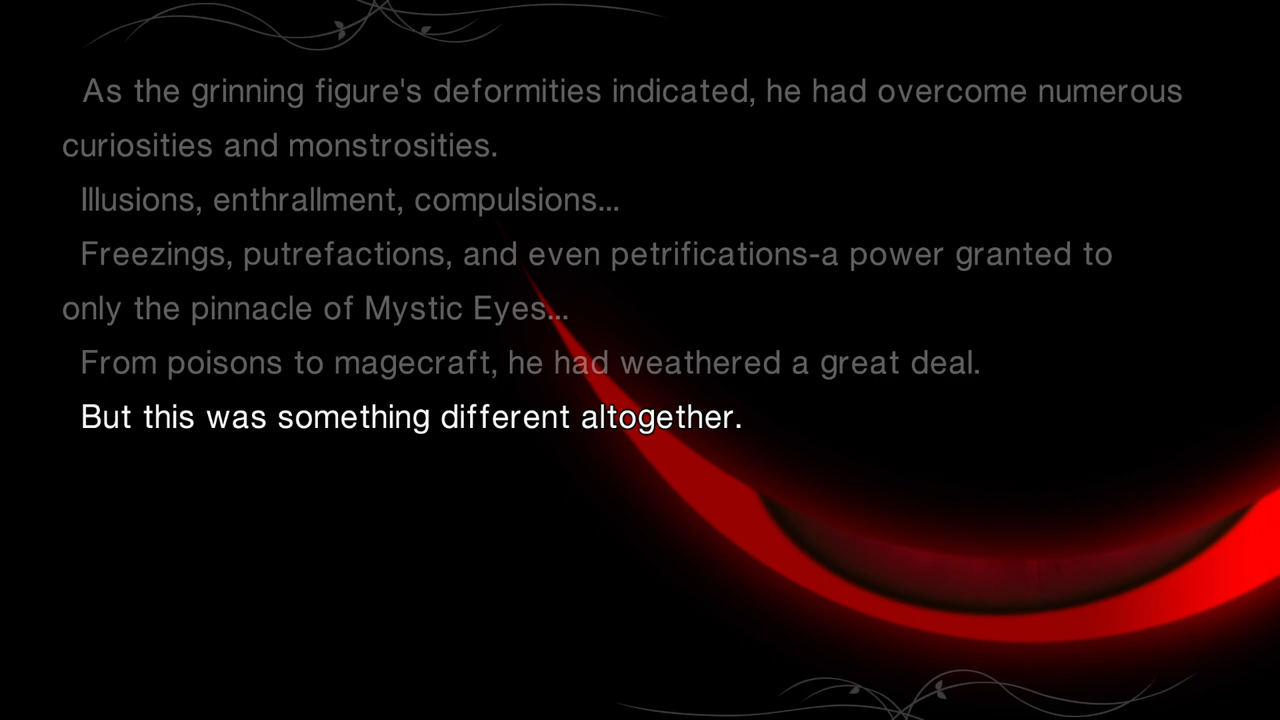 As the grinning figure's deformities indicated, he had overcome numerous
curiosities and monstrosities.
Illusions, enthrallment, compulsions...
Freezings, putrefactions, and even petrifications-a power granted to
only the pinnacle of Mystic Eyes...
From poisons to magecraft, he had weathered a great deal.
But this was something different altogether.